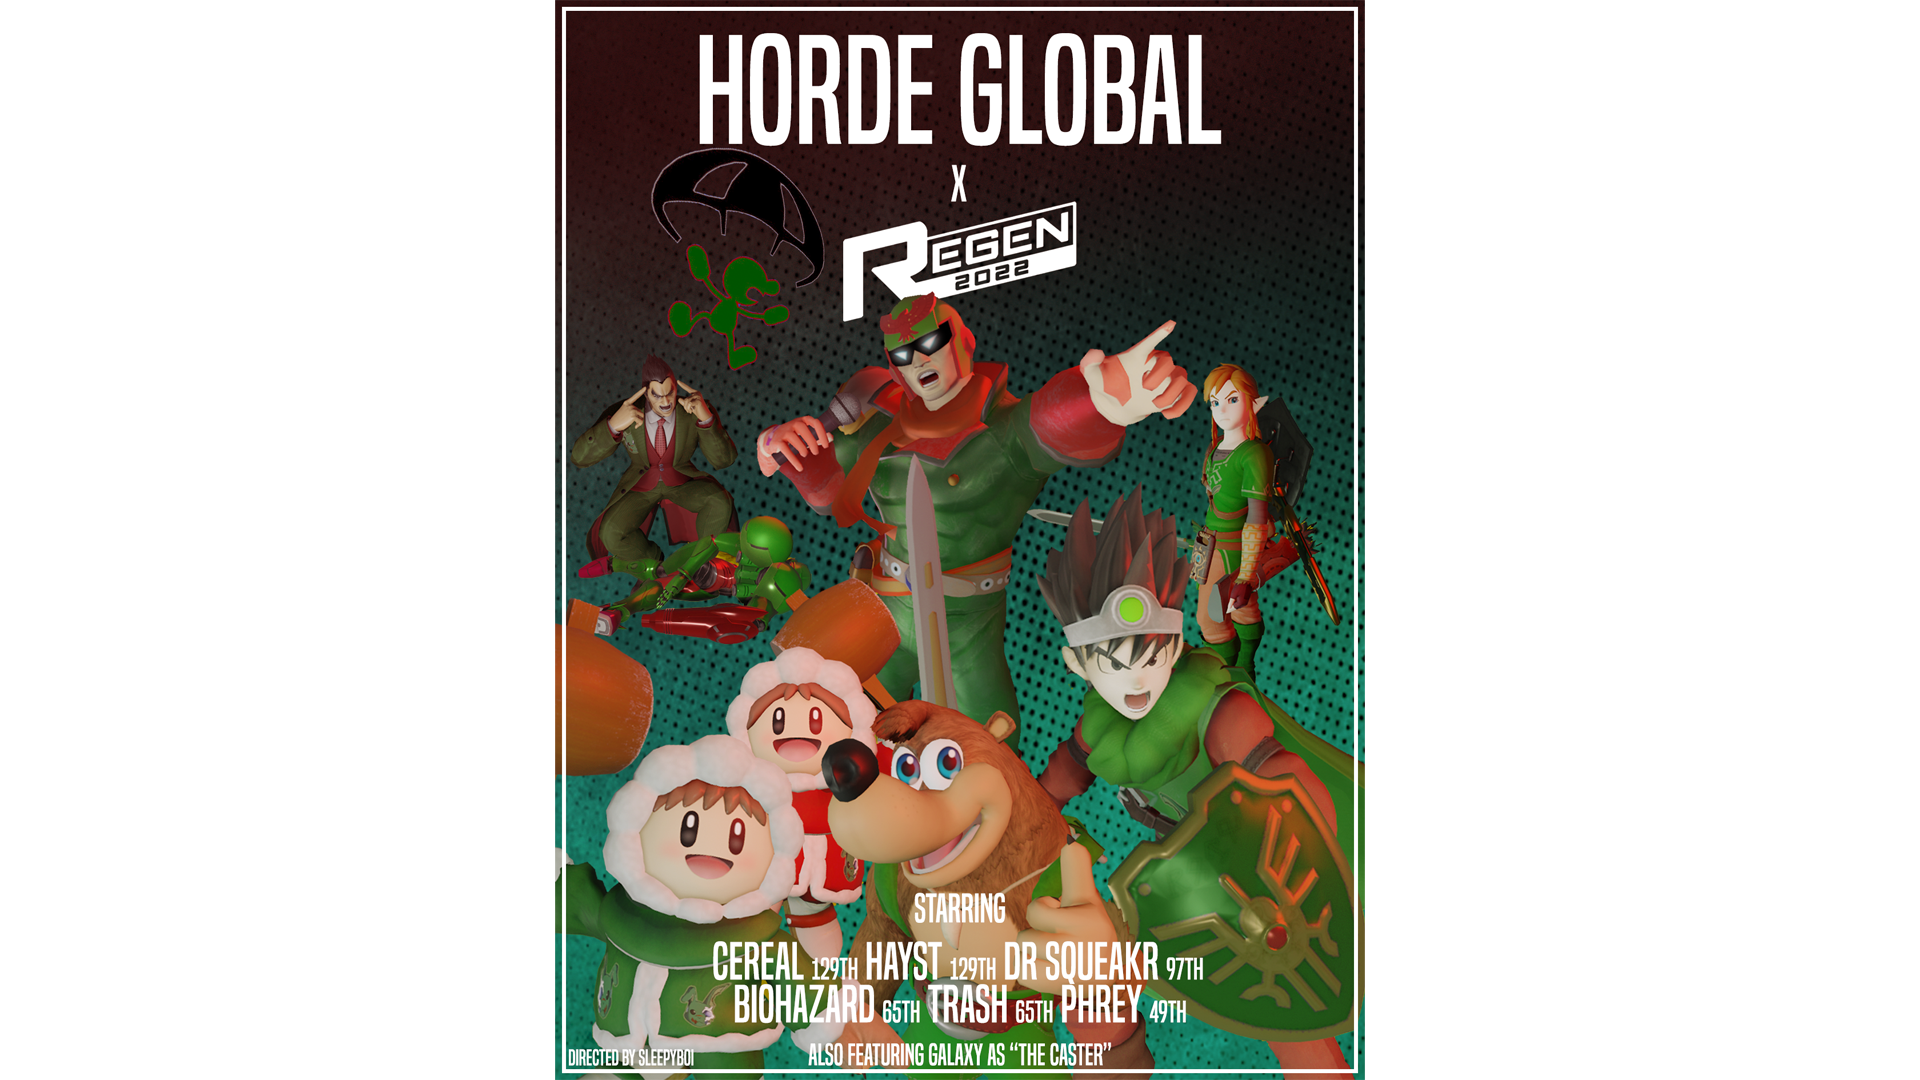 HORDE GLOBAL
X
REGEN
2022
STARRING
CEREAL 129TH HAYST 129TH DR SQUEAKR 97TH
BIOHAZARD 65TH TRASH 65TH PHREY 49TH
DIRECTED BY SLEEPYBOI
ALSO FEATURING GALAXY AS “THE CASTER”